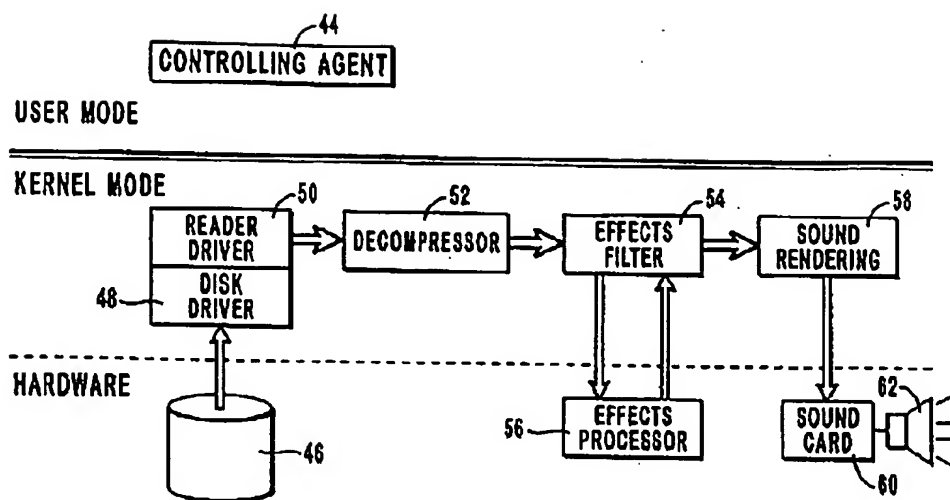 44
CONTROLLING AGENT
USER MODE
KERNEL MODE
50
52
54
58
READER
DRIVER
DECOMPRESSOR
EFFECTS
FILTER
SOUND
RENDERING
48
DISK
DRIVER
HARDWARE
62
46
56
EFFECTS
PROCESSOR
SOUND
CARD
60